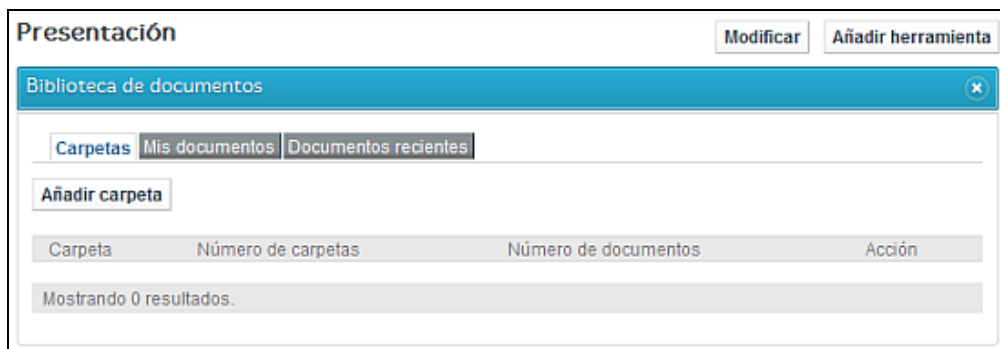 Presentación Modificar Añadir herramienta
Biblioteca de documentos
Carpetas Mis documentos Documentos recientes
Añadir carpeta
Carpeta Número de carpetas Número de documentos Acción
Mostrando 0 resultados.